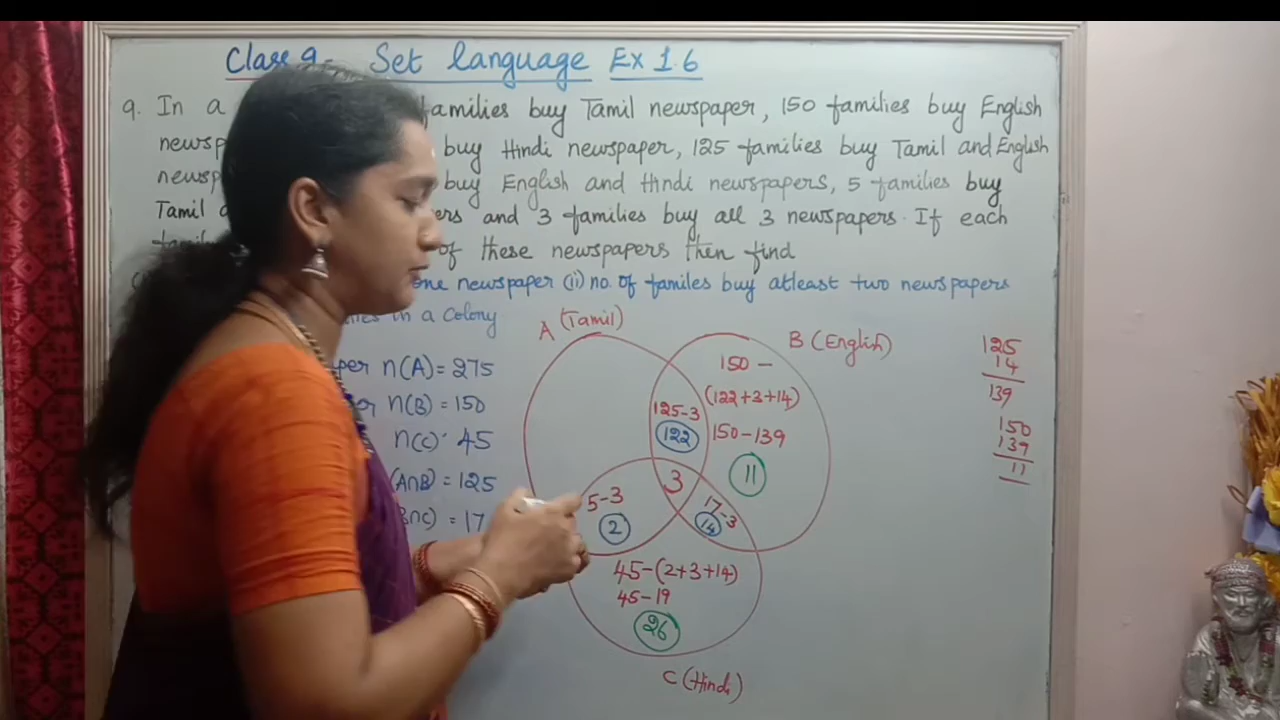 Class 9 - Set language Ex 1.6
9. In a families buy Tamil newspaper, 150 families buy English
newsp buy Hindi newspaper, 125 families buy Tamil and English
newsp buy English and Hindi newspapers, 5 families buy
Tamil ers and 3 families buy all 3 newspapers. If each
of these newspapers then find
one newspaper (ii) no. of familes buy atleast two newspapers
in a Colony
A (Tamil)
B (English)
per n(A) = 275
n(B) = 150
n(C) = 45
(A∩B) = 125
B∩C) = 17
150 -
(122+3+14)
125-3
122
150-139
11
3
5-3
2
17-3
14
45-(2+3+14)
45-19
26
C (Hindi)
125
14
139
150
139
11